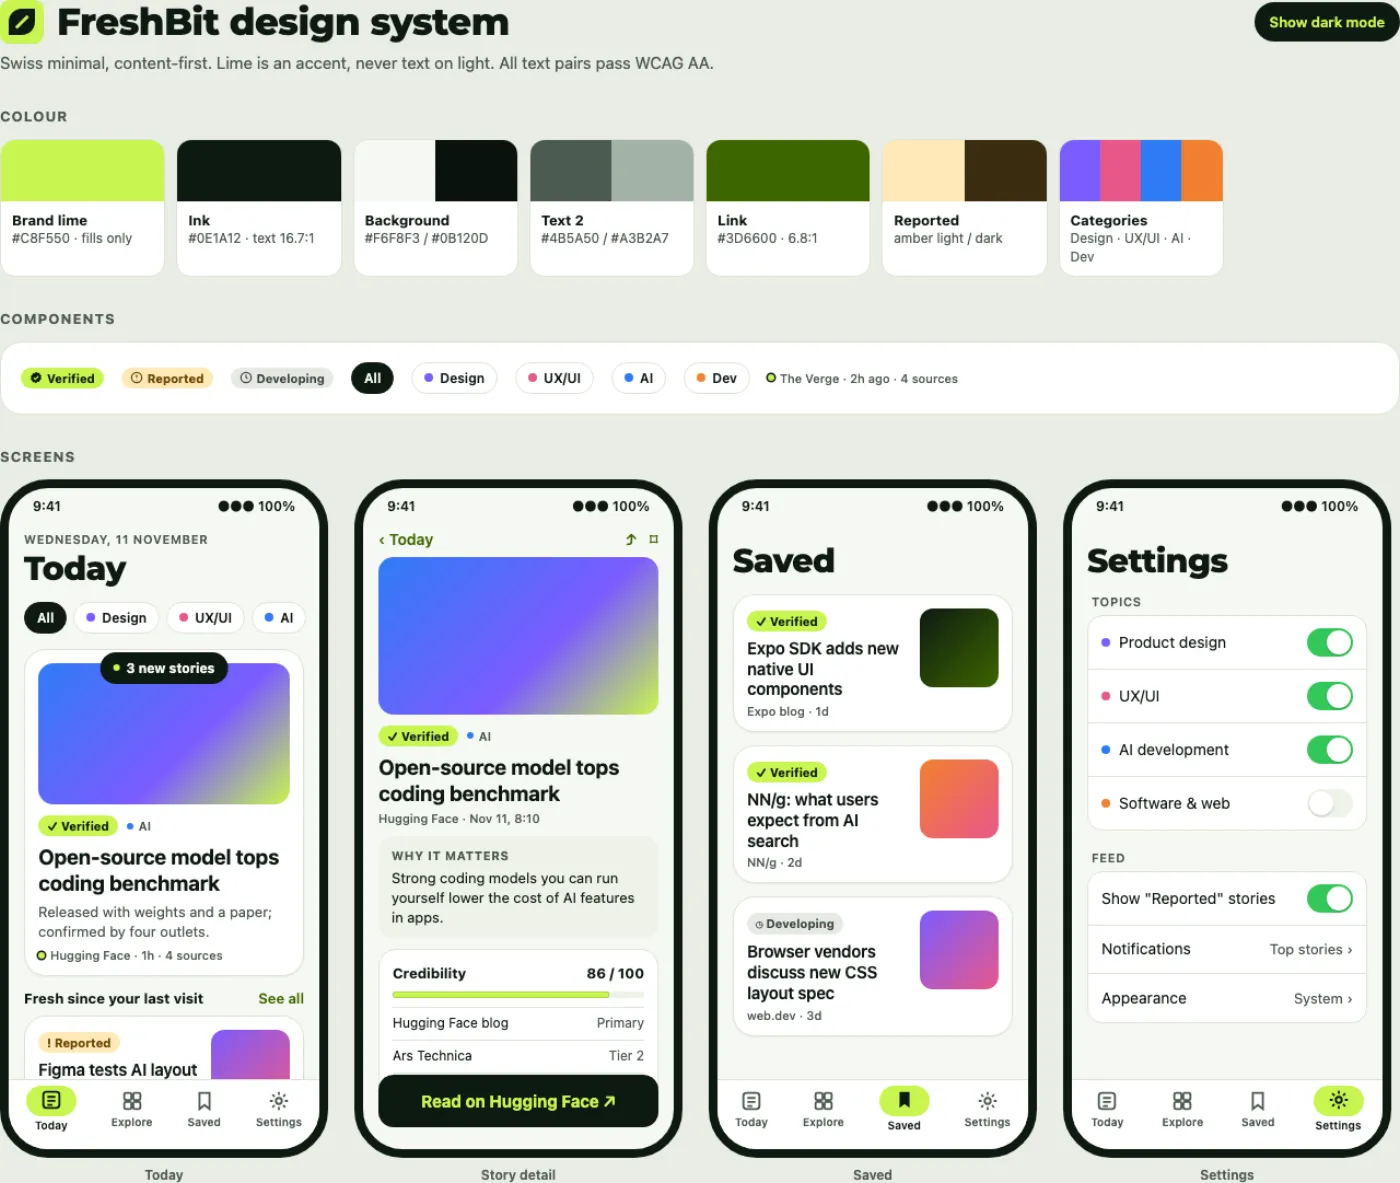 FreshBit design system
Show dark mode
Swiss minimal, content-first. Lime is an accent, never text on light. All text pairs pass WCAG AA.
COLOUR
Brand lime
#C8F550 · fills only
Ink
#0E1A12 · text 16.7:1
Background
#F6F8F3 / #0B120D
Text 2
#4B5A50 / #A3B2A7
Link
#3D6600 · 6.8:1
Reported
amber light / dark
Categories
Design · UX/UI · AI ·
Dev
COMPONENTS
Verified
Reported
Developing
All
Design
UX/UI
AI
Dev
The Verge · 2h ago · 4 sources
SCREENS
9:41
100%
WEDNESDAY, 11 NOVEMBER
Today
All
Design
UX/UI
AI
3 new stories
✓ Verified
AI
Open-source model tops
coding benchmark
Released with weights and a paper;
confirmed by four outlets.
Hugging Face · 1h · 4 sources
Fresh since your last visit
See all
! Reported
Figma tests AI layout
Today
Explore
Saved
Settings
Today
9:41
100%
‹ Today
✓ Verified
AI
Open-source model tops
coding benchmark
Hugging Face · Nov 11, 8:10
WHY IT MATTERS
Strong coding models you can run
yourself lower the cost of AI features
in apps.
Credibility
86 / 100
Hugging Face blog
Primary
Ars Technica
Tier 2
Read on Hugging Face ↗
Story detail
9:41
100%
Saved
✓ Verified
Expo SDK adds new
native UI
components
Expo blog · 1d
✓ Verified
NN/g: what users
expect from AI
search
NN/g · 2d
Developing
Browser vendors
discuss new CSS
layout spec
web.dev · 3d
Today
Explore
Saved
Settings
Saved
9:41
100%
Settings
TOPICS
Product design
UX/UI
AI development
Software & web
FEED
Show "Reported" stories
Notifications
Top stories ›
Appearance
System ›
Today
Explore
Saved
Settings
Settings